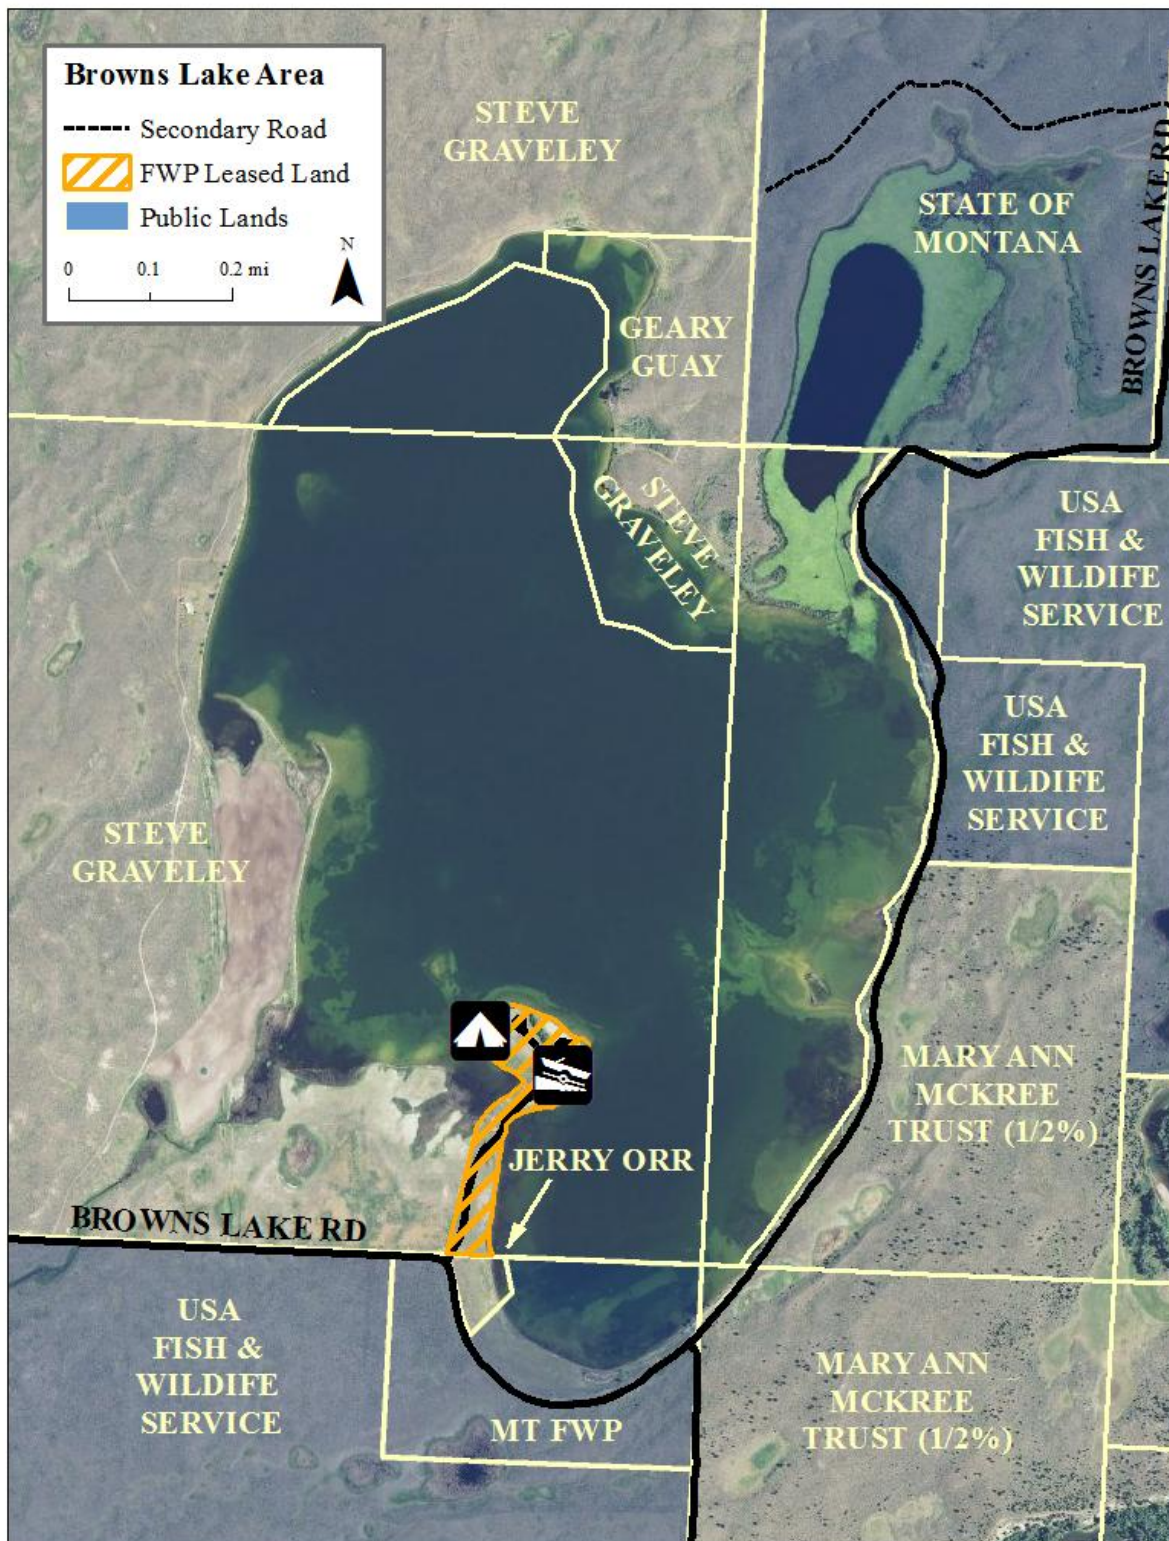 Browns Lake Area
Secondary Road
FWP Leased Land
Public Lands
N
0 0.1 0.2 mi
STEVE
GRAVELEY
STATE OF
MONTANA
BROWNS LAKE RD
GEARY
GUAY
STEVE
GRAVELEY
USA
FISH &
WILDIFE
SERVICE
USA
FISH &
WILDIFE
SERVICE
STEVE
GRAVELEY
MARY ANN
MCKREE
TRUST (1/2%)
JERRY ORR
BROWNS LAKE RD
USA
FISH &
WILDIFE
SERVICE
MARY ANN
MCKREE
TRUST (1/2%)
MT FWP